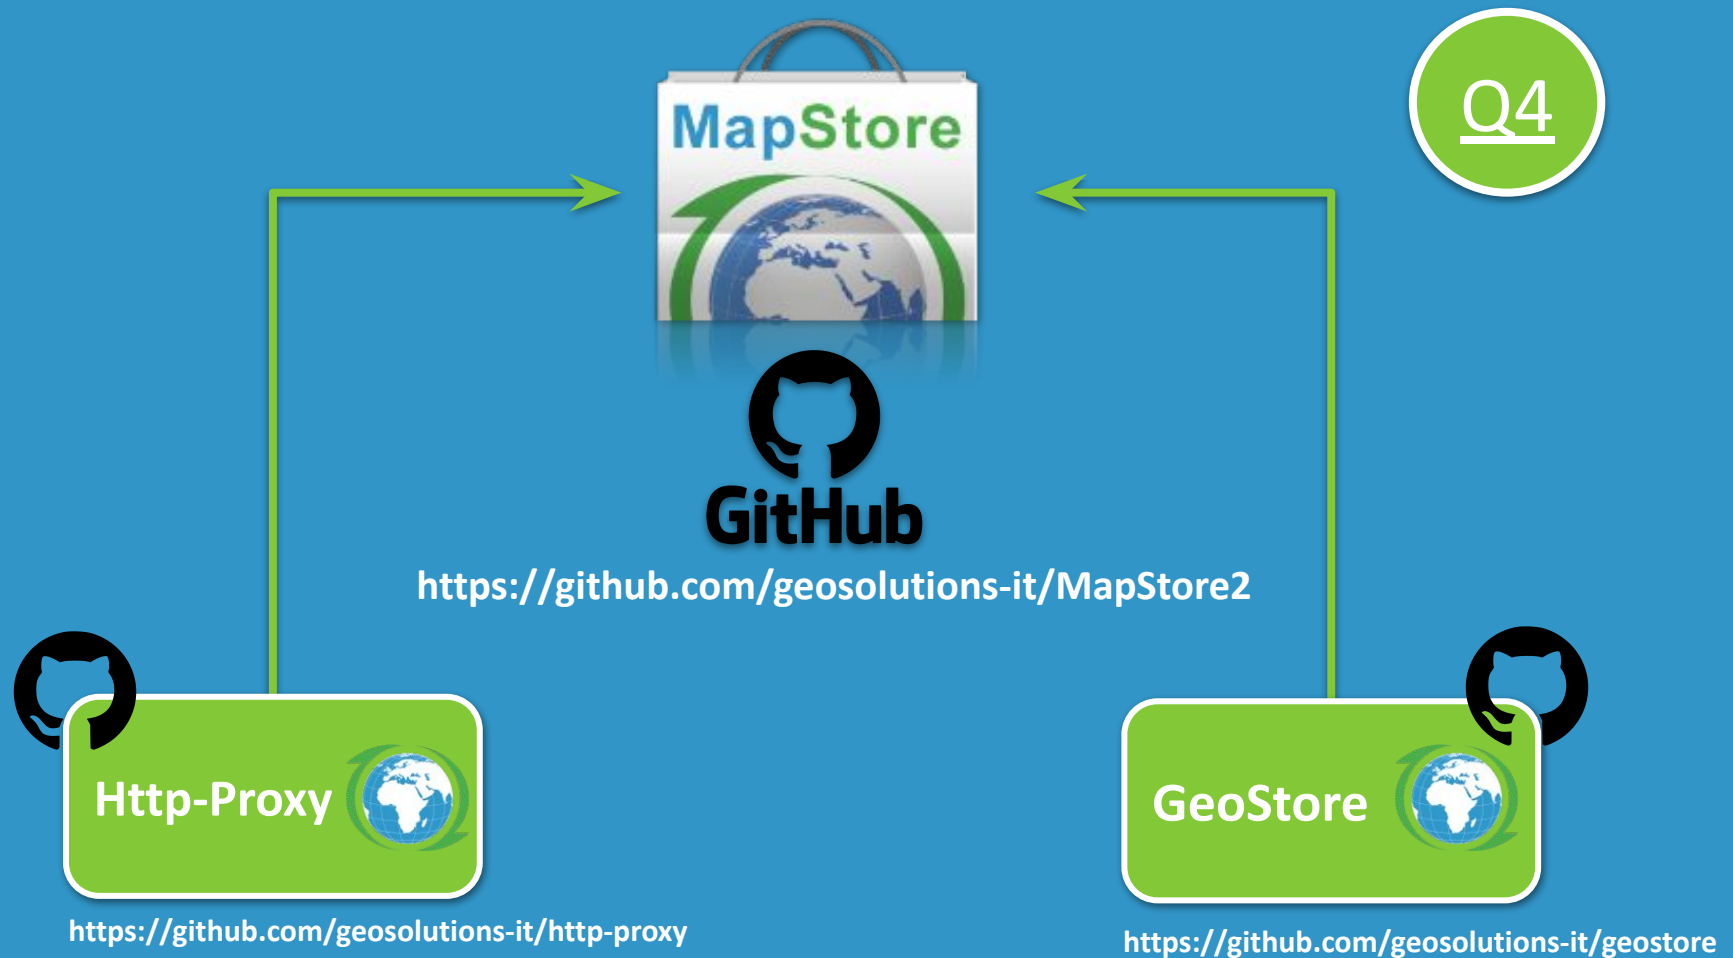 MapStore
Q4
GitHub
https://github.com/geosolutions-it/MapStore2
Http-Proxy
GeoStore
https://github.com/geosolutions-it/http-proxy
https://github.com/geosolutions-it/geostore